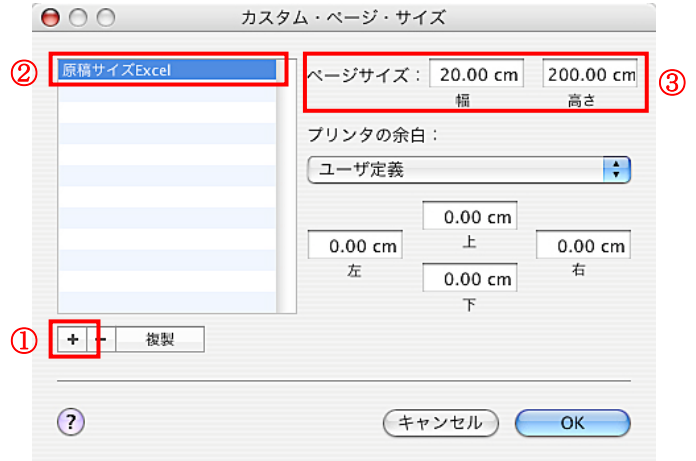 カスタム・ページ・サイズ
② 原稿サイズExcel
ページサイズ： 20.00 cm 200.00 cm ③
幅 高さ
プリンタの余白：
ユーザ定義
0.00 cm
上
0.00 cm 0.00 cm
左 右
0.00 cm
下
① + - 複製
? キャンセル OK